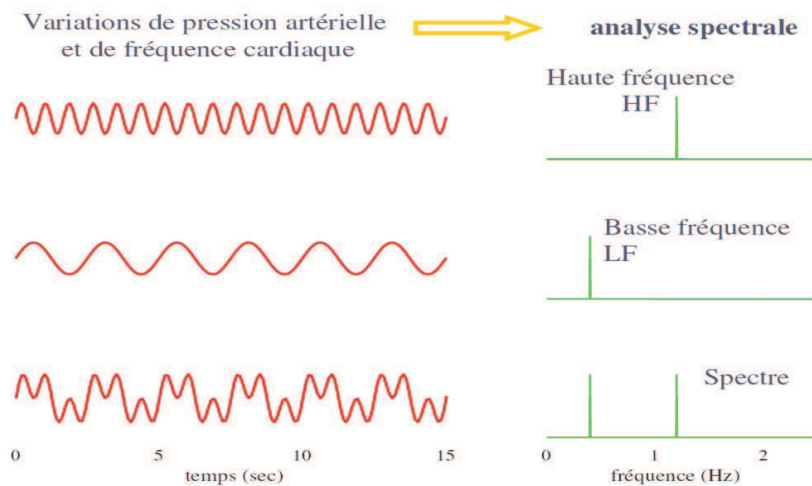 Variations de pression artérielle
et de fréquence cardiaque
analyse spectrale
Haute fréquence
HF
Basse fréquence
LF
Spectre
0 5 10 15
temps (sec)
0 1 2
fréquence (Hz)